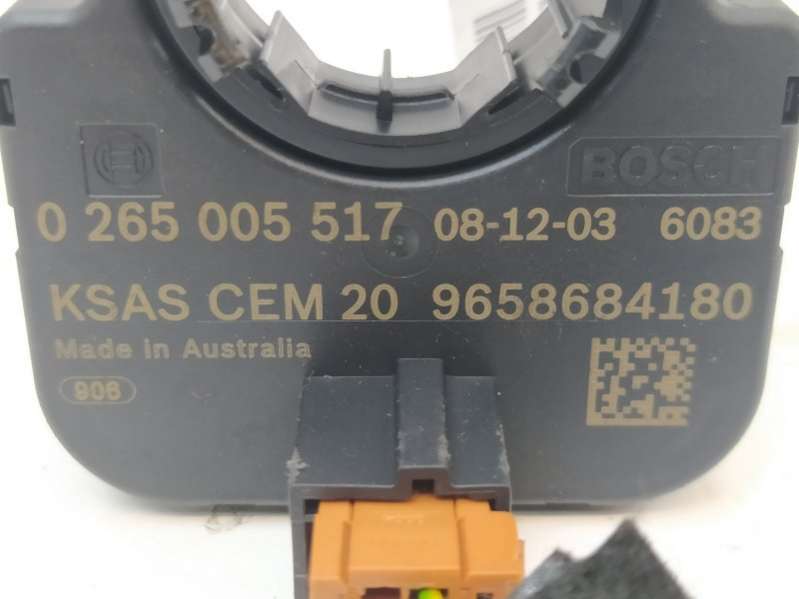 BOSCH
0 265 005 517 08-12-03 6083
KSAS CEM 20 9658684180
Made in Australia
906